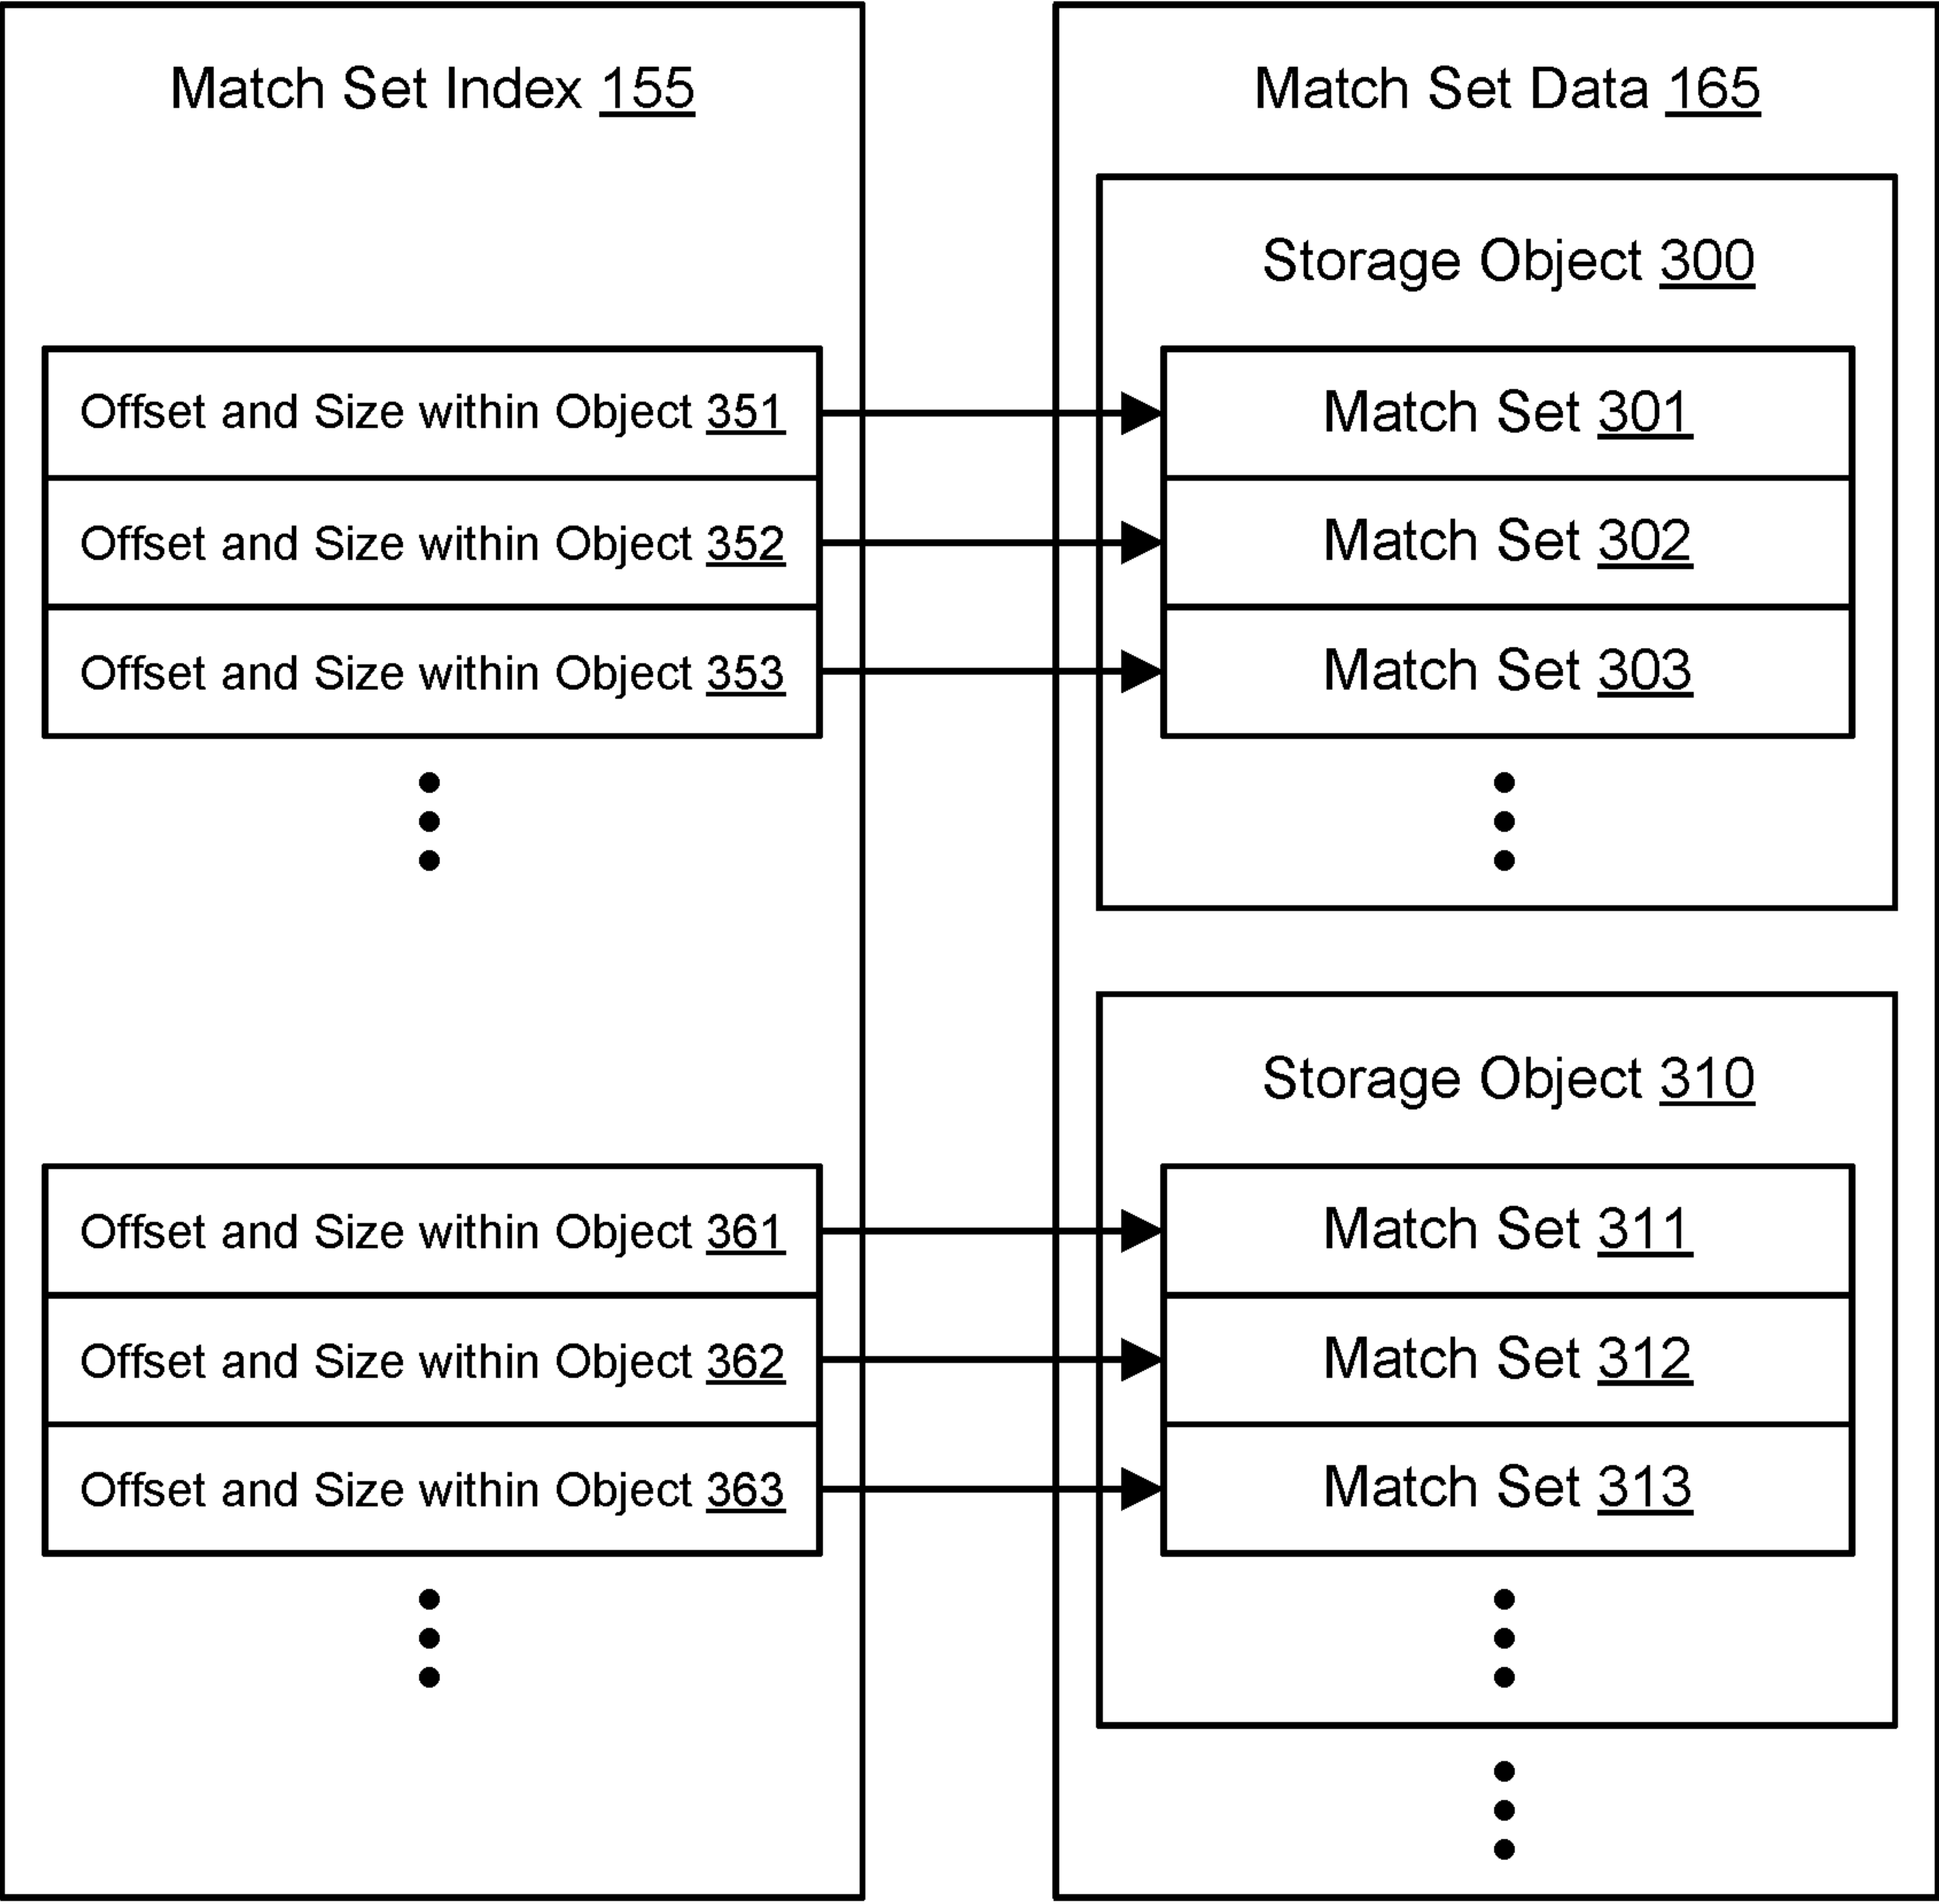 Match Set Index 155
Offset and Size within Object 351
Offset and Size within Object 352
Offset and Size within Object 353
Offset and Size within Object 361
Offset and Size within Object 362
Offset and Size within Object 363
Match Set Data 165
Storage Object 300
Match Set 301
Match Set 302
Match Set 303
Storage Object 310
Match Set 311
Match Set 312
Match Set 313